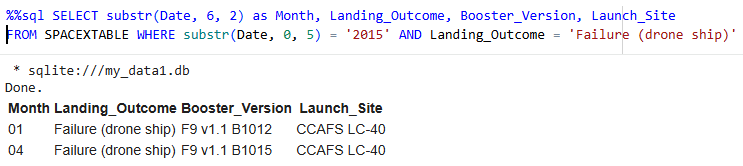 %%sql SELECT substr(Date, 6, 2) as Month, Landing_Outcome, Booster_Version, Launch_Site
FROM SPACEXTABLE WHERE substr(Date, 0, 5) = '2015' AND Landing_Outcome = 'Failure (drone ship)'
* sqlite:///my_data1.db
Done.
Month Landing_Outcome Booster_Version Launch_Site
01 Failure (drone ship) F9 v1.1 B1012 CCAFS LC-40
04 Failure (drone ship) F9 v1.1 B1015 CCAFS LC-40